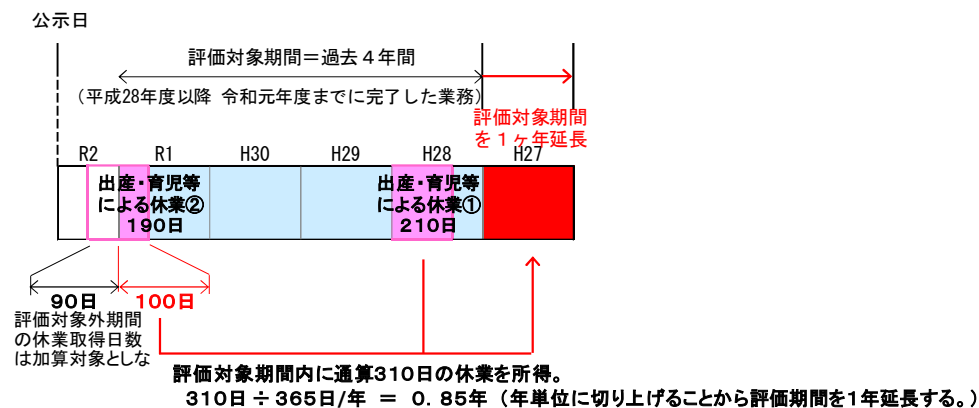 公示日
評価対象期間＝過去４年間
（平成28年度以降 令和元年度までに完了した業務）
評価対象期間
を１ヶ年延長
R2 R1 H30 H29 H28 H27
出産・育児等
による休業②
190日
出産・育児等
による休業①
210日
90日
100日
評価対象外期間
の休業取得日数
は加算対象としな
評価対象期間内に通算310日の休業を所得。
310日÷365日/年 ＝ 0.85年（年単位に切り上げることから評価期間を1年延長する。）